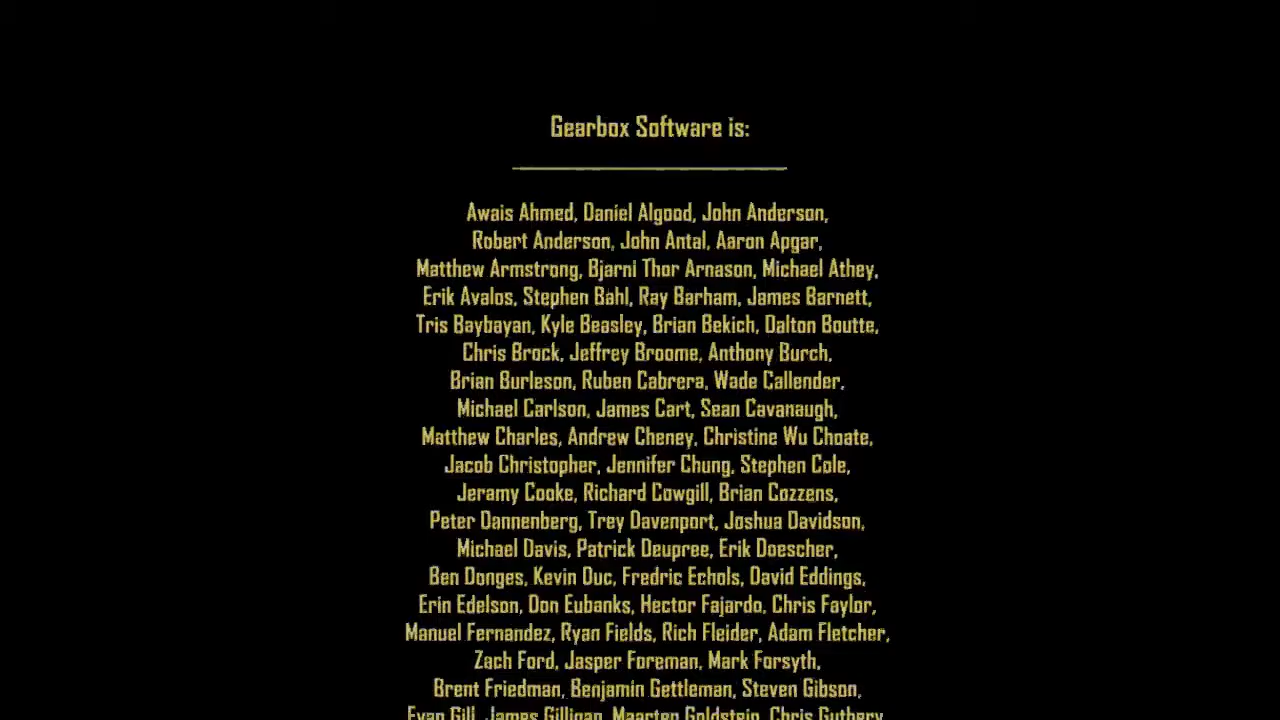 Gearbox Software is:
Awais Ahmed, Daniel Algood, John Anderson,
Robert Anderson, John Antal, Aaron Apgar,
Matthew Armstrong, Bjarni Thor Arnason, Michael Athey,
Erik Avalos, Stephen Bahl, Ray Barham, James Barnett,
Tris Baybayan, Kyle Beasley, Brian Bekich, Dalton Boutte,
Chris Brock, Jeffrey Broome, Anthony Burch,
Brian Burleson, Ruben Cabrera, Wade Callender,
Michael Carlson, James Cart, Sean Cavanaugh,
Matthew Charles, Andrew Cheney, Christine Wu Choate,
Jacob Christopher, Jennifer Chung, Stephen Cole,
Jeramy Cooke, Richard Cowgill, Brian Cozzens,
Peter Dannenberg, Trey Davenport, Joshua Davidson,
Michael Davis, Patrick Deupree, Erik Doescher,
Ben Donges, Kevin Duc, Fredric Echols, David Eddings,
Erin Edelson, Don Eubanks, Hector Fajardo, Chris Faylor,
Manuel Fernandez, Ryan Fields, Rich Fleider, Adam Fletcher,
Zach Ford, Jasper Foreman, Mark Forsyth,
Brent Friedman, Benjamin Gettleman, Steven Gibson,
Evan Gill, James Gilligan, Maarten Goldstein, Chris Guthery